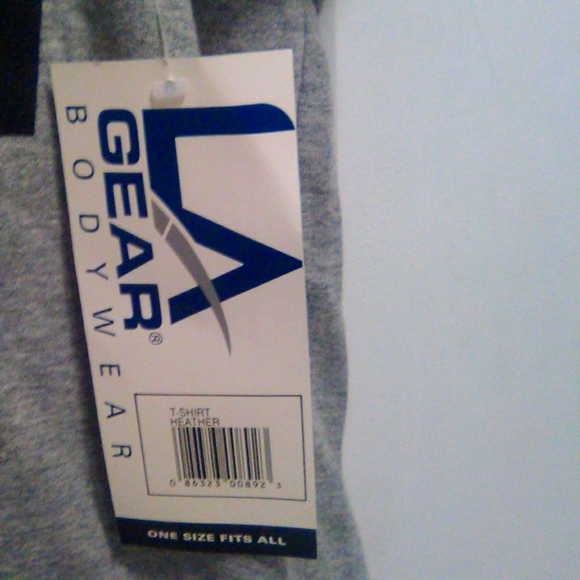 LA
GEAR®
BODYWEAR
T-SHIRT
HEATHER
0 86323 00892 3
ONE SIZE FITS ALL